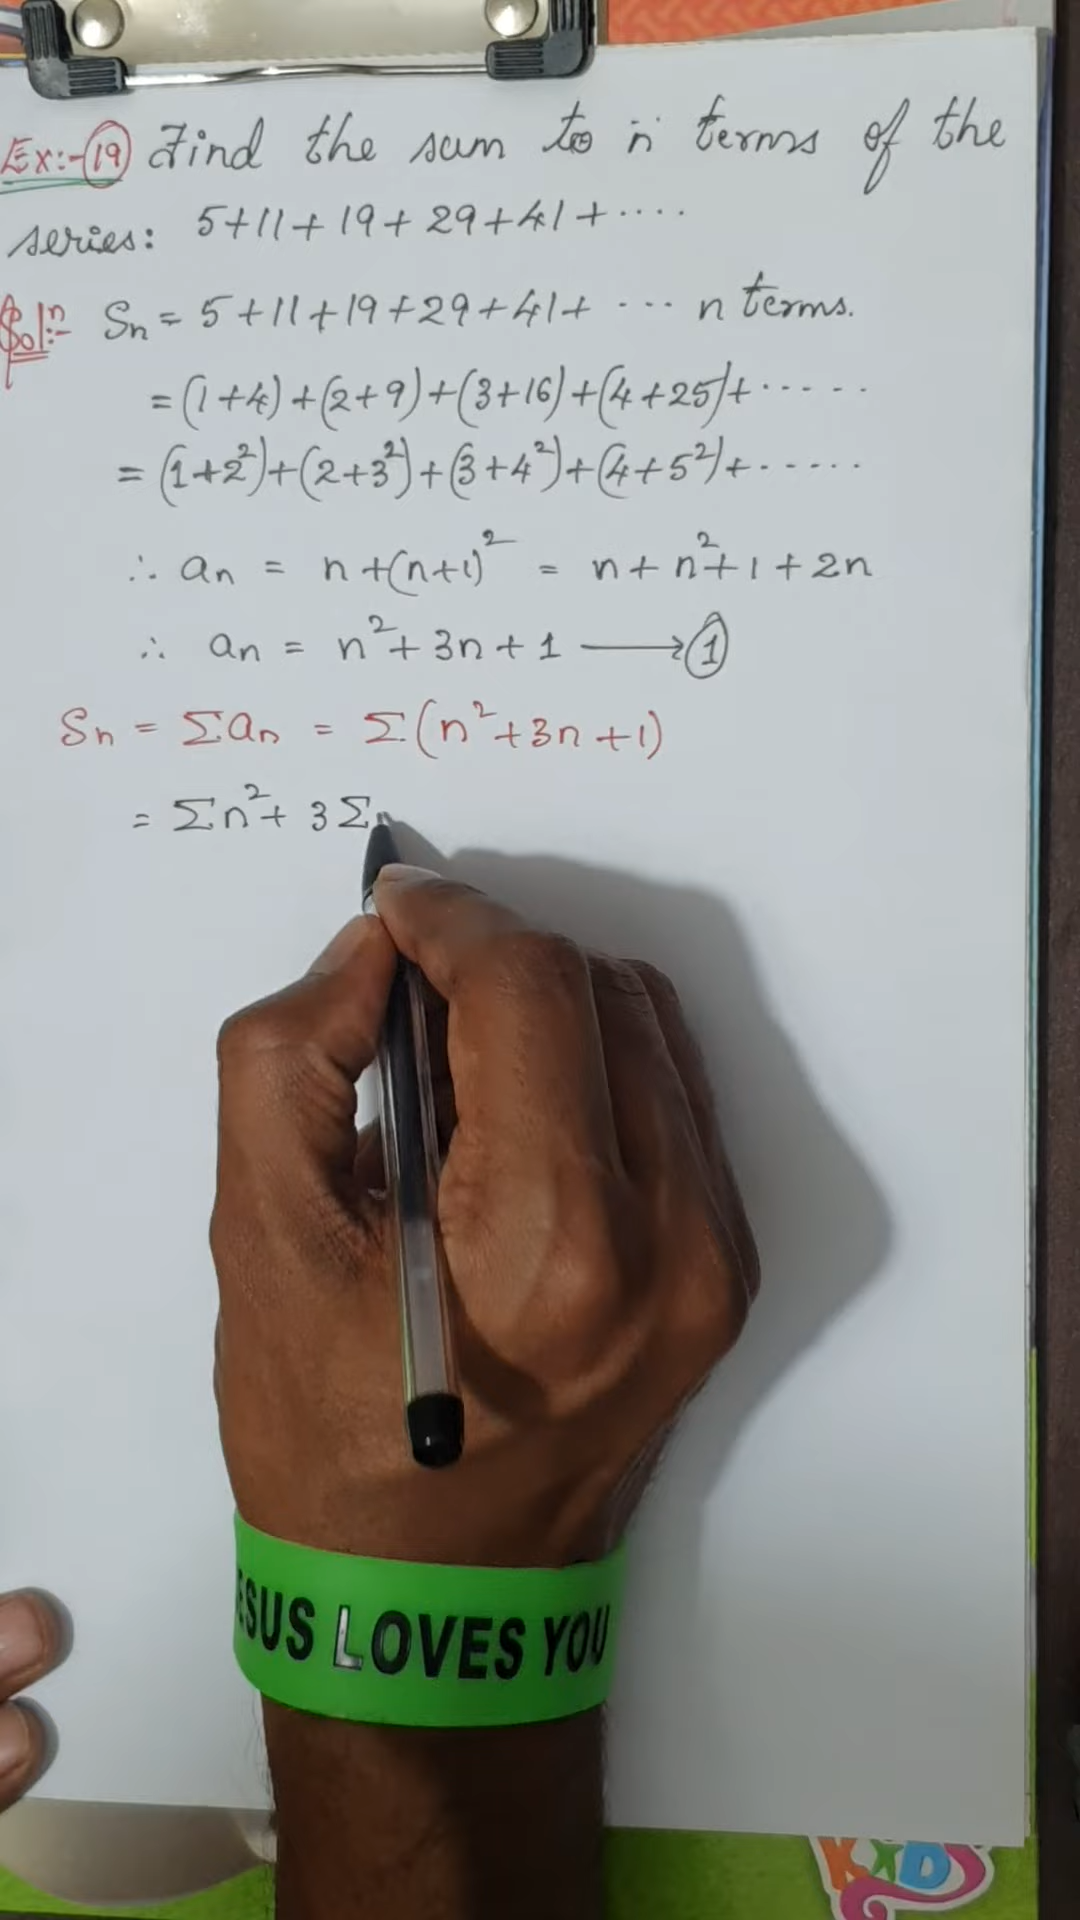 Ex:-(19) Find the sum to 'n' terms of the
series: 5+11+19+29+41+....
Solⁿ:- Sn = 5+11+19+29+41+ ... n terms.
= (1+4)+(2+9)+(3+16)+(4+25)+......
= (1+2²)+(2+3²)+(3+4²)+(4+5²)+......
∴ an = n+(n+1)² = n+n²+1+2n
∴ an = n²+3n+1 ⟶ ①
Sn = Σan = Σ(n²+3n+1)
= Σn²+ 3Σ
ESUS LOVES YOU
KiDS